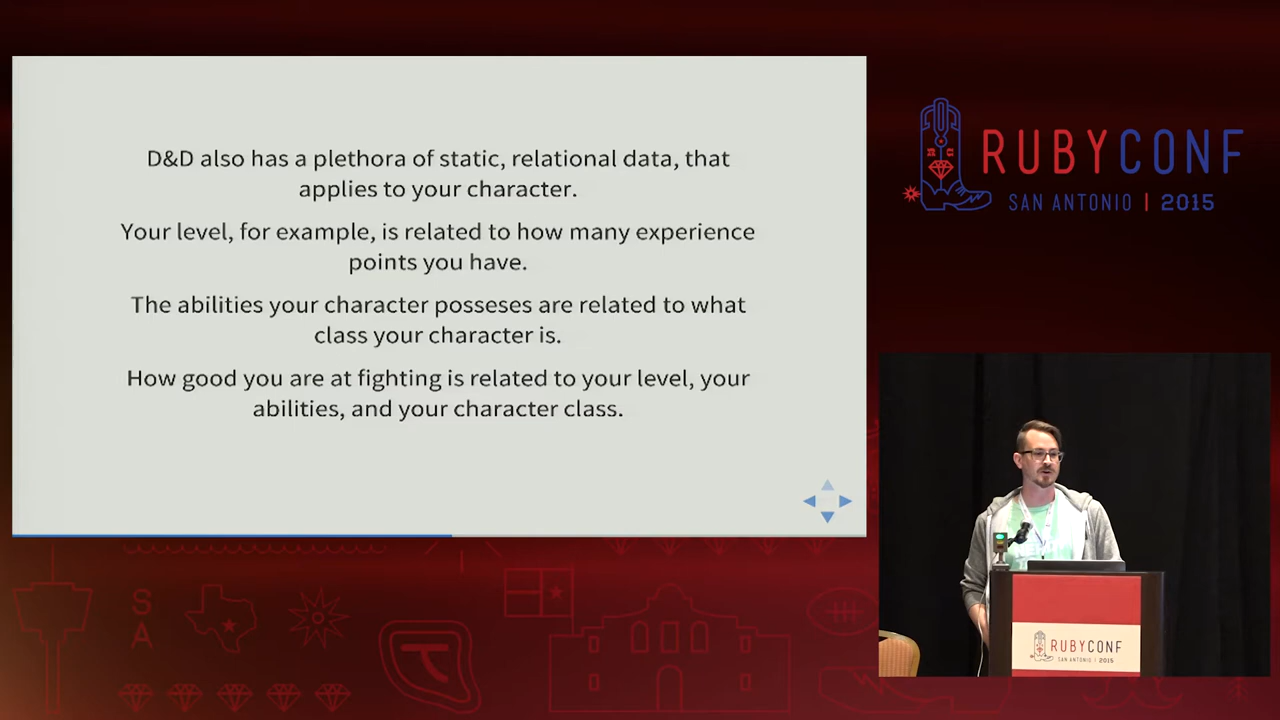 D&D also has a plethora of static, relational data, that
applies to your character.
Your level, for example, is related to how many experience
points you have.
The abilities your character posseses are related to what
class your character is.
How good you are at fighting is related to your level, your
abilities, and your character class.
RUBYCONF
SAN ANTONIO | 2015
S
A
RUBYCONF
SAN ANTONIO | 2015